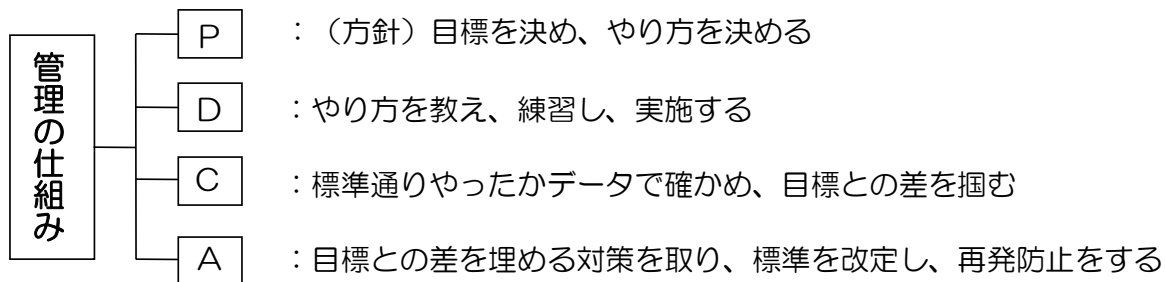 管理の仕組み
P :(方針)目標を決め、やり方を決める
D :やり方を教え、練習し、実施する
C :標準通りやったかデータで確かめ、目標との差を掴む
A :目標との差を埋める対策を取り、標準を改定し、再発防止をする